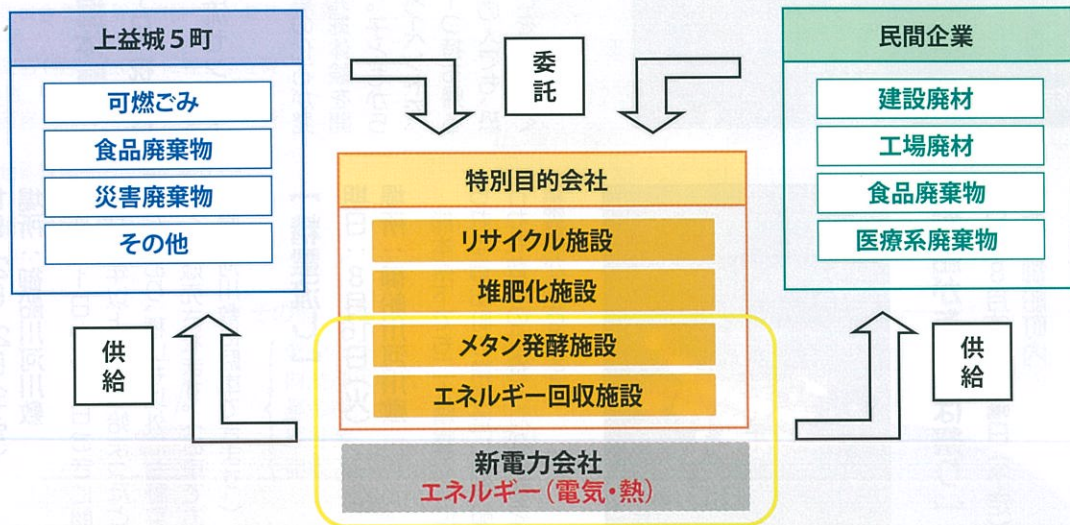 上益城5町
可燃ごみ
食品廃棄物
災害廃棄物
その他
委託
民間企業
建設廃材
工場廃材
食品廃棄物
医療系廃棄物
特別目的会社
リサイクル施設
堆肥化施設
メタン発酵施設
エネルギー回収施設
供給
供給
新電力会社
エネルギー(電気・熱)